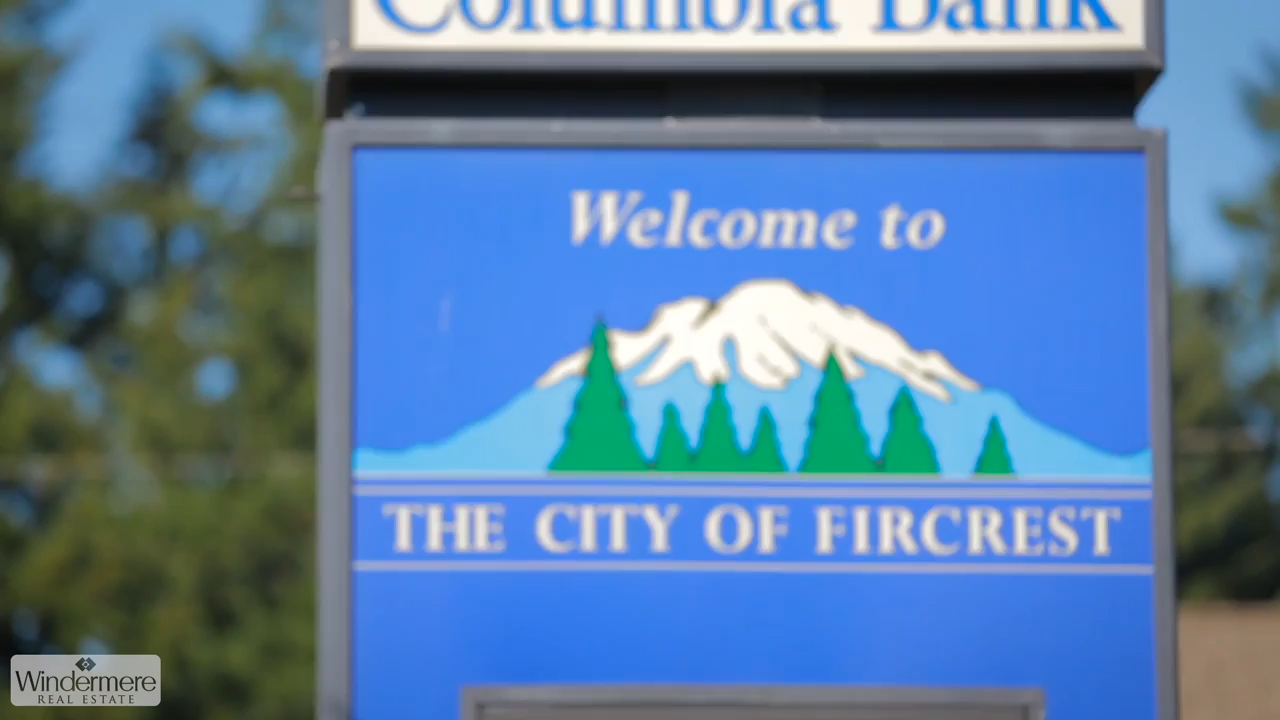 Columbia Bank
Welcome to
THE CITY OF FIRCREST
Windermere
REAL ESTATE